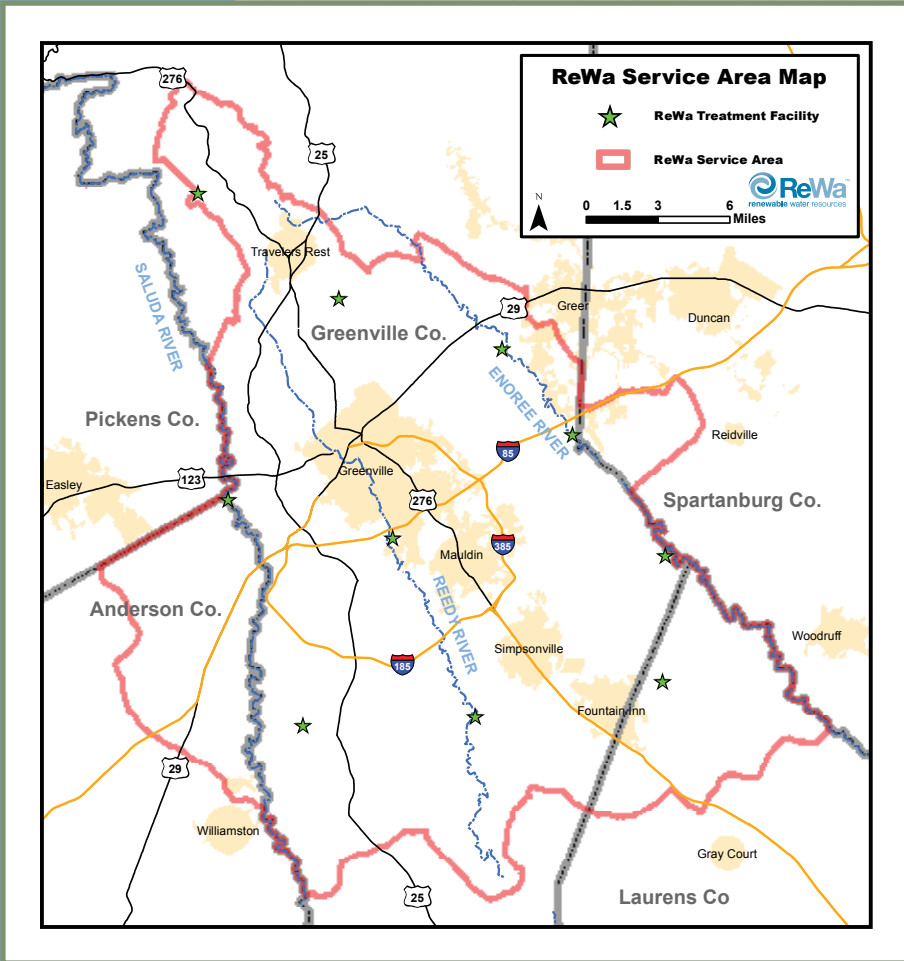 ReWa Service Area Map
ReWa Treatment Facility
ReWa Service Area
ReWa™
renewable water resources
N
0 1.5 3 6
Miles
276
25
Travelers Rest
SALUDA RIVER
29
Greer
Duncan
Greenville Co.
ENOREE RIVER
Pickens Co.
Reidville
85
Easley
123
Greenville
276
Spartanburg Co.
385
Mauldin
Anderson Co.
REEDY RIVER
Woodruff
Simpsonville
185
Fountain Inn
29
Williamston
Gray Court
25
Laurens Co